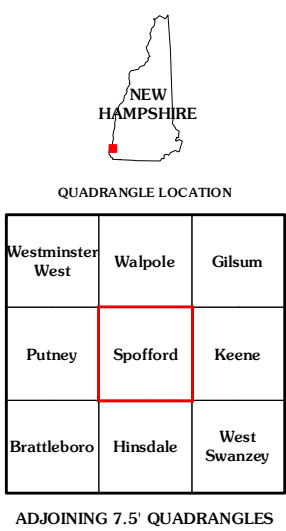 NEW
HAMPSHIRE
QUADRANGLE LOCATION
Westminster
West
Walpole
Gilsum
Putney
Spofford
Keene
Brattleboro
Hinsdale
West
Swanzey
ADJOINING 7.5' QUADRANGLES